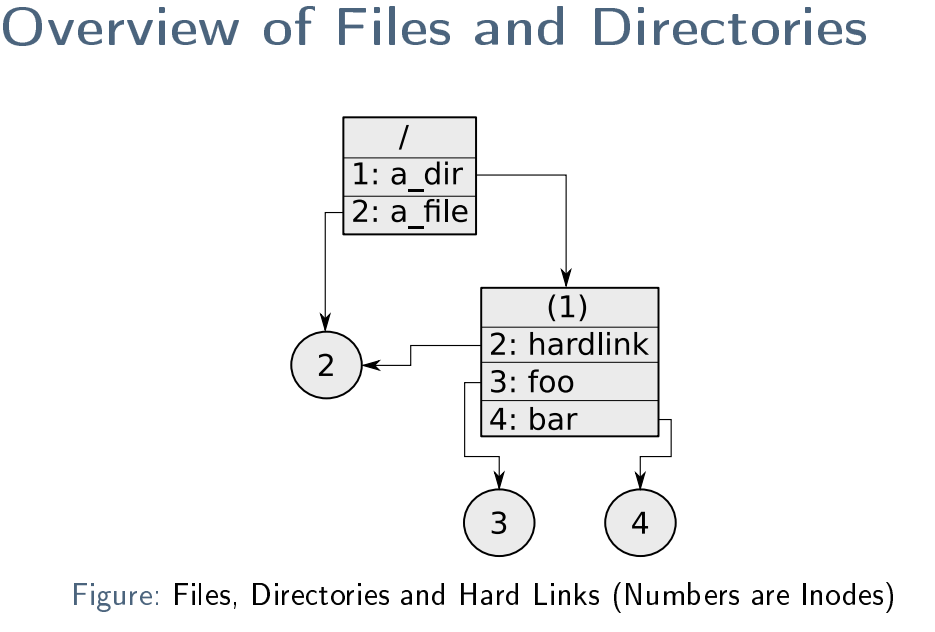 Overview of Files and Directories
/
1: a_dir
2: a_file
(1)
2: hardlink
3: foo
4: bar
2
3
4
Figure: Files, Directories and Hard Links (Numbers are Inodes)